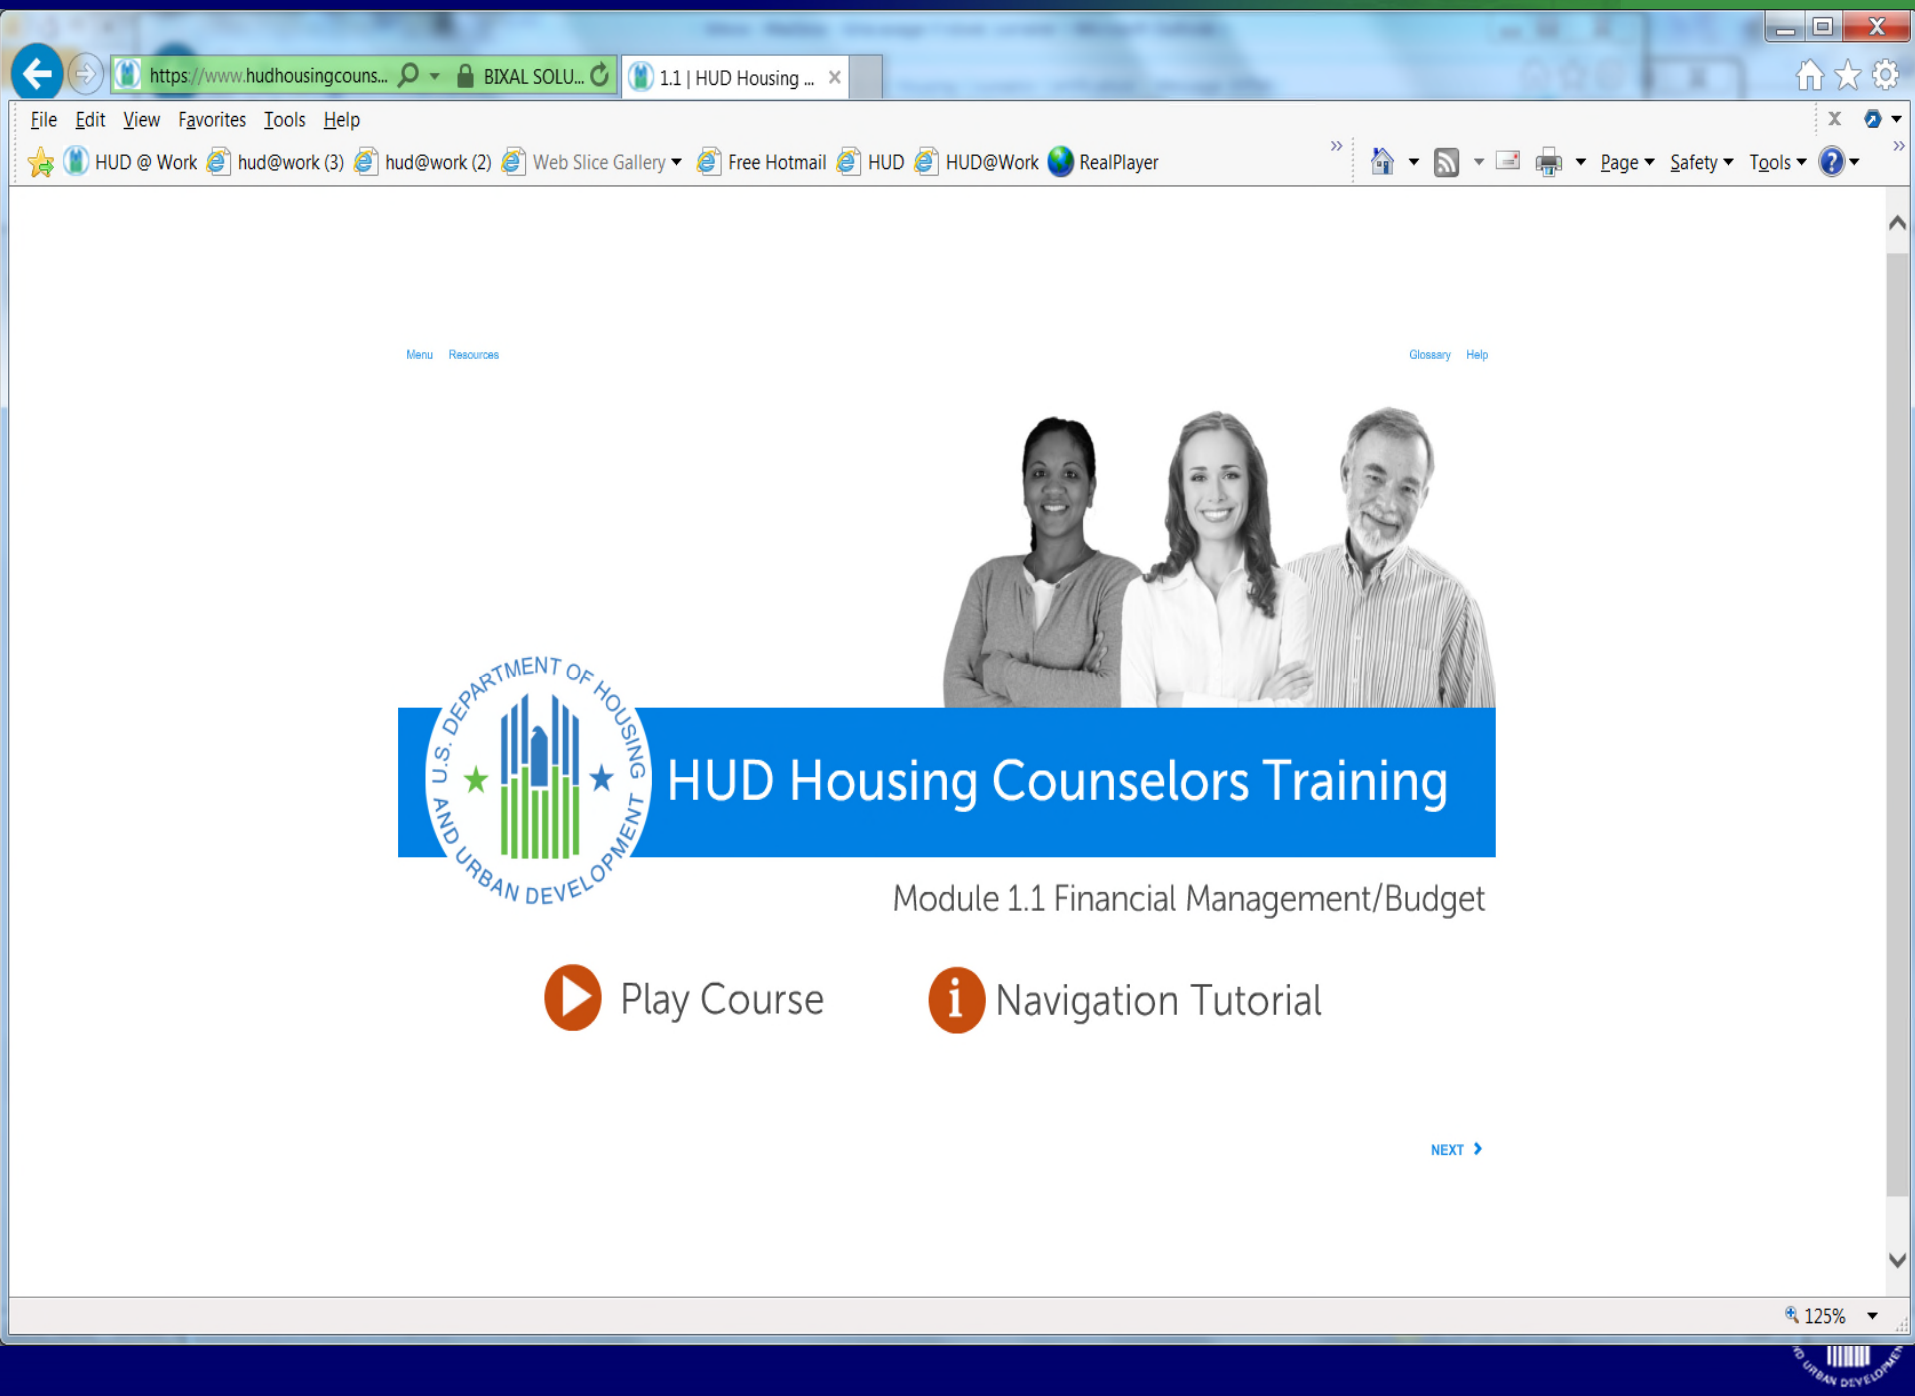 https://www.hudhousingcouns... BIXAL SOLU... 1.1 | HUD Housing ...
File Edit View Favorites Tools Help
HUD @ Work hud@work (3) hud@work (2) Web Slice Gallery Free Hotmail HUD HUD@Work RealPlayer Page Safety Tools
Menu Resources Glossary Help
U.S. DEPARTMENT OF HOUSING
AND URBAN DEVELOPMENT
HUD Housing Counselors Training
Module 1.1 Financial Management/Budget
Play Course Navigation Tutorial
NEXT
125%
URBAN